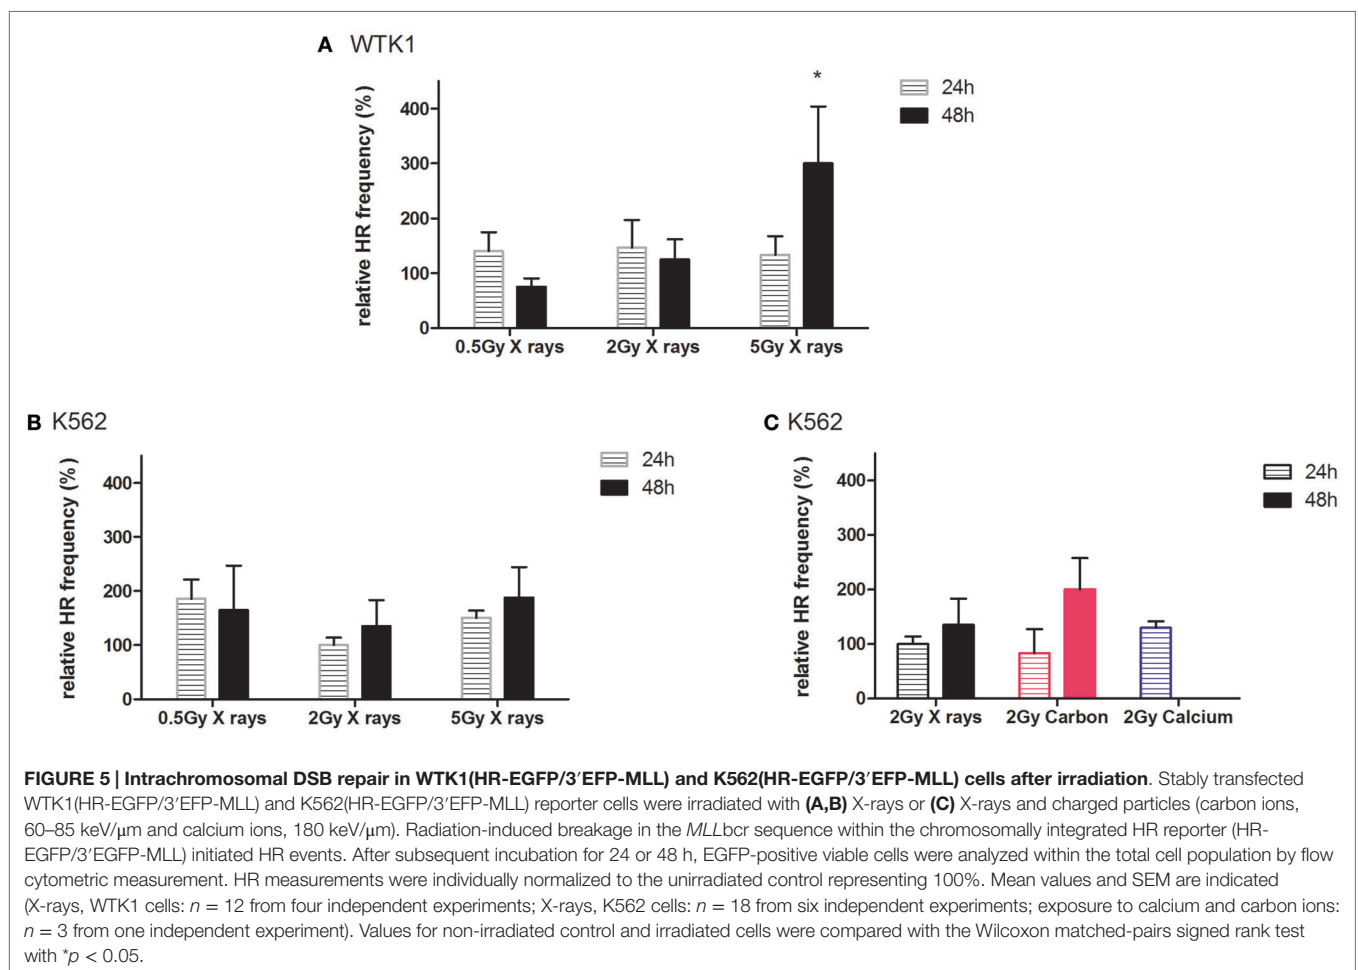 A WTK1
*
24h
48h
relative HR frequency (%)
400
300
200
100
0
0.5Gy X rays 2Gy X rays 5Gy X rays
B K562
24h
48h
relative HR frequency (%)
400
300
200
100
0
0.5Gy X rays 2Gy X rays 5Gy X rays
C K562
24h
48h
relative HR frequency (%)
400
300
200
100
0
2Gy X rays 2Gy Carbon 2Gy Calcium
FIGURE 5 | Intrachromosomal DSB repair in WTK1(HR-EGFP/3′EFP-MLL) and K562(HR-EGFP/3′EFP-MLL) cells after irradiation. Stably transfected
WTK1(HR-EGFP/3′EFP-MLL) and K562(HR-EGFP/3′EFP-MLL) reporter cells were irradiated with (A,B) X-rays or (C) X-rays and charged particles (carbon ions,
60–85 keV/μm and calcium ions, 180 keV/μm). Radiation-induced breakage in the MLLbcr sequence within the chromosomally integrated HR reporter (HR-
EGFP/3′EGFP-MLL) initiated HR events. After subsequent incubation for 24 or 48 h, EGFP-positive viable cells were analyzed within the total cell population by flow
cytometric measurement. HR measurements were individually normalized to the unirradiated control representing 100%. Mean values and SEM are indicated
(X-rays, WTK1 cells: n = 12 from four independent experiments; X-rays, K562 cells: n = 18 from six independent experiments; exposure to calcium and carbon ions:
n = 3 from one independent experiment). Values for non-irradiated control and irradiated cells were compared with the Wilcoxon matched-pairs signed rank test
with *p < 0.05.